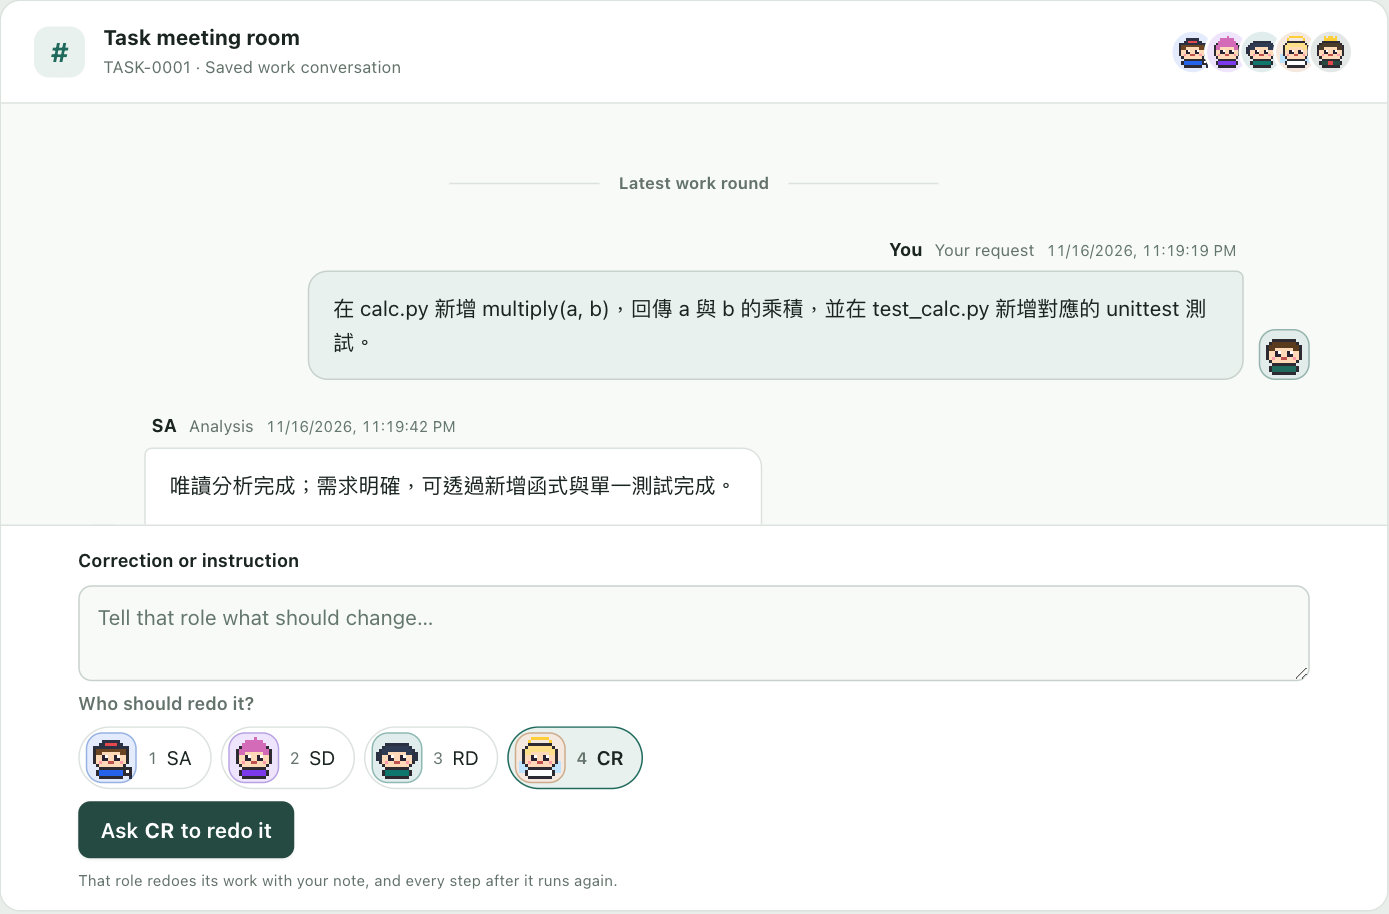 #
Task meeting room
TASK-0001 · Saved work conversation
Latest work round
You Your request 11/16/2026, 11:19:19 PM
在 calc.py 新增 multiply(a, b)，回傳 a 與 b 的乘積，並在 test_calc.py 新增對應的 unittest 測
試。
SA Analysis 11/16/2026, 11:19:42 PM
唯讀分析完成；需求明確，可透過新增函式與單一測試完成。
Correction or instruction
Tell that role what should change...
Who should redo it?
1 SA 2 SD 3 RD 4 CR
Ask CR to redo it
That role redoes its work with your note, and every step after it runs again.